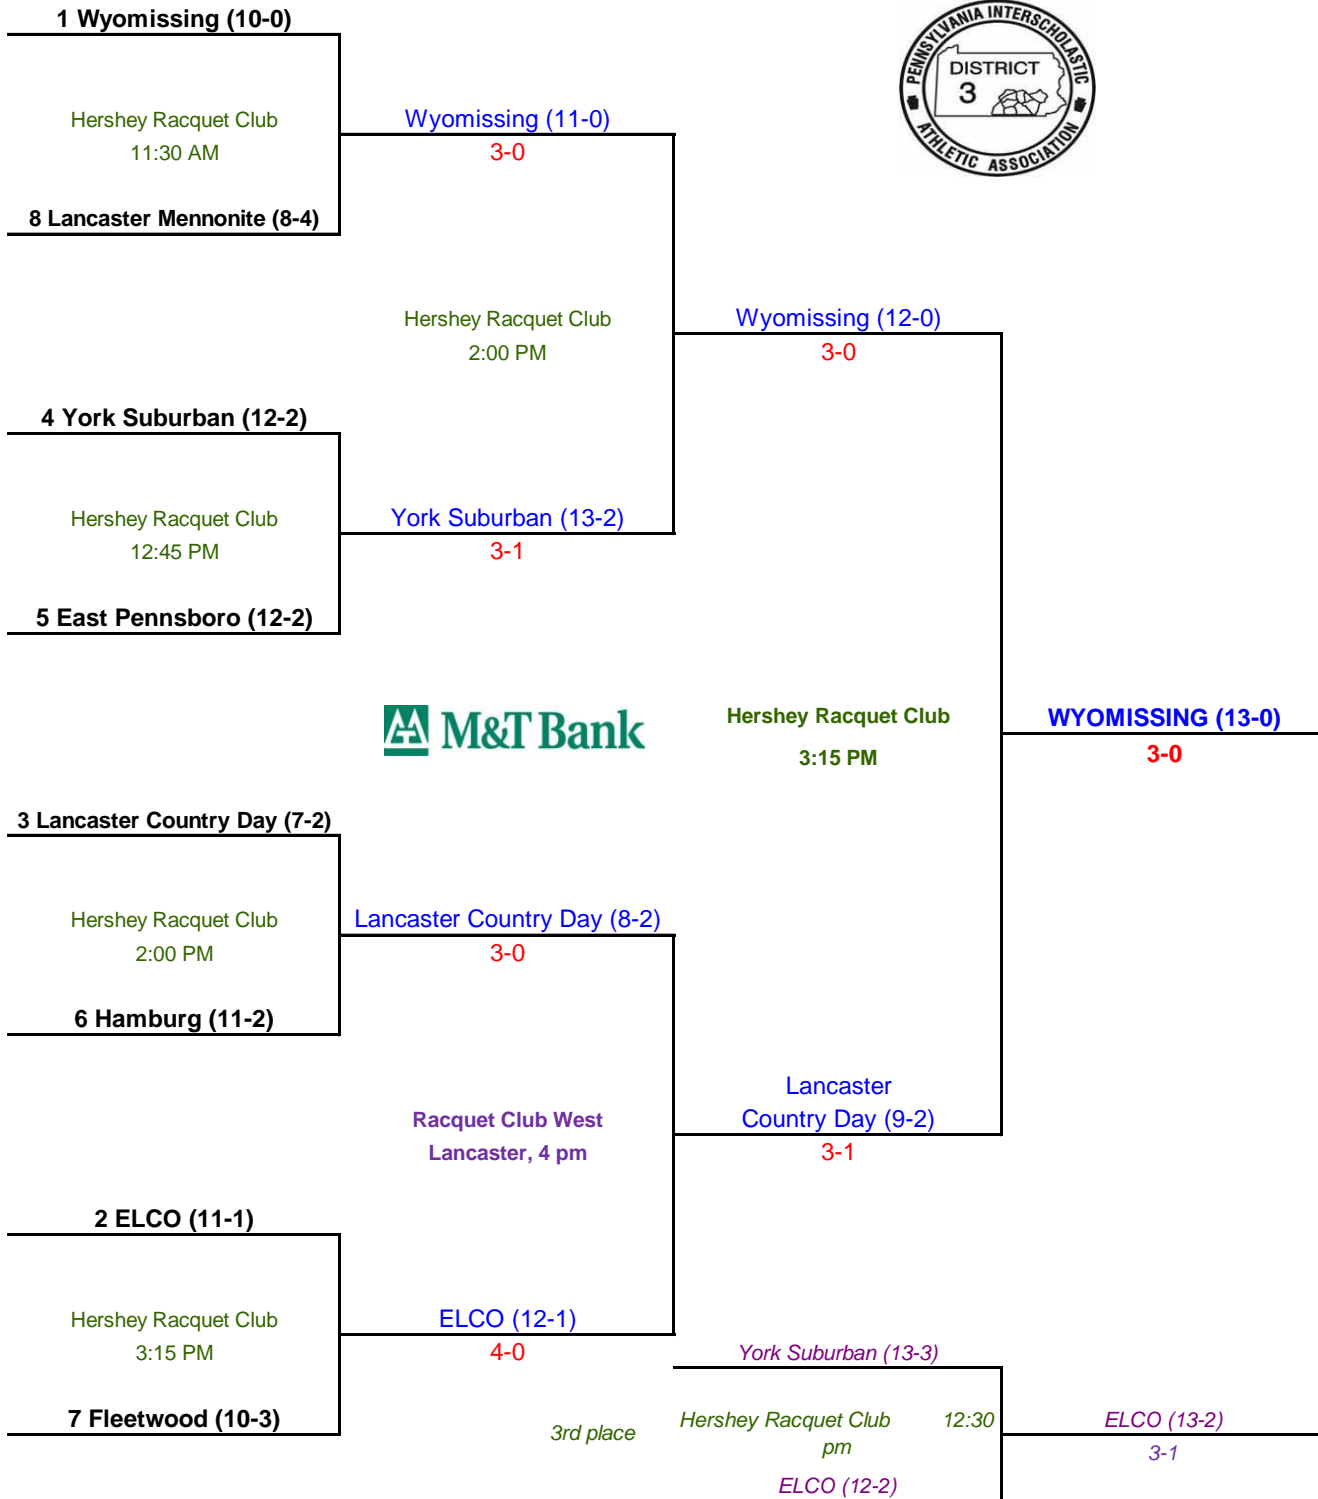 1 Wyomissing (10-0)
PENNSYLVANIA INTERSCHOLASTIC
DISTRICT
3
ATHLETIC ASSOCIATION
Hershey Racquet Club
11:30 AM
Wyomissing (11-0)
3-0
8 Lancaster Mennonite (8-4)
Hershey Racquet Club
2:00 PM
Wyomissing (12-0)
3-0
4 York Suburban (12-2)
Hershey Racquet Club
12:45 PM
York Suburban (13-2)
3-1
5 East Pennsboro (12-2)
M&T Bank
Hershey Racquet Club
3:15 PM
WYOMISSING (13-0)
3-0
3 Lancaster Country Day (7-2)
Hershey Racquet Club
2:00 PM
Lancaster Country Day (8-2)
3-0
6 Hamburg (11-2)
Racquet Club West
Lancaster, 4 pm
Lancaster
Country Day (9-2)
3-1
2 ELCO (11-1)
Hershey Racquet Club
3:15 PM
ELCO (12-1)
4-0
7 Fleetwood (10-3)
York Suburban (13-3)
3rd place
Hershey Racquet Club 12:30
pm
ELCO (12-2)
ELCO (13-2)
3-1